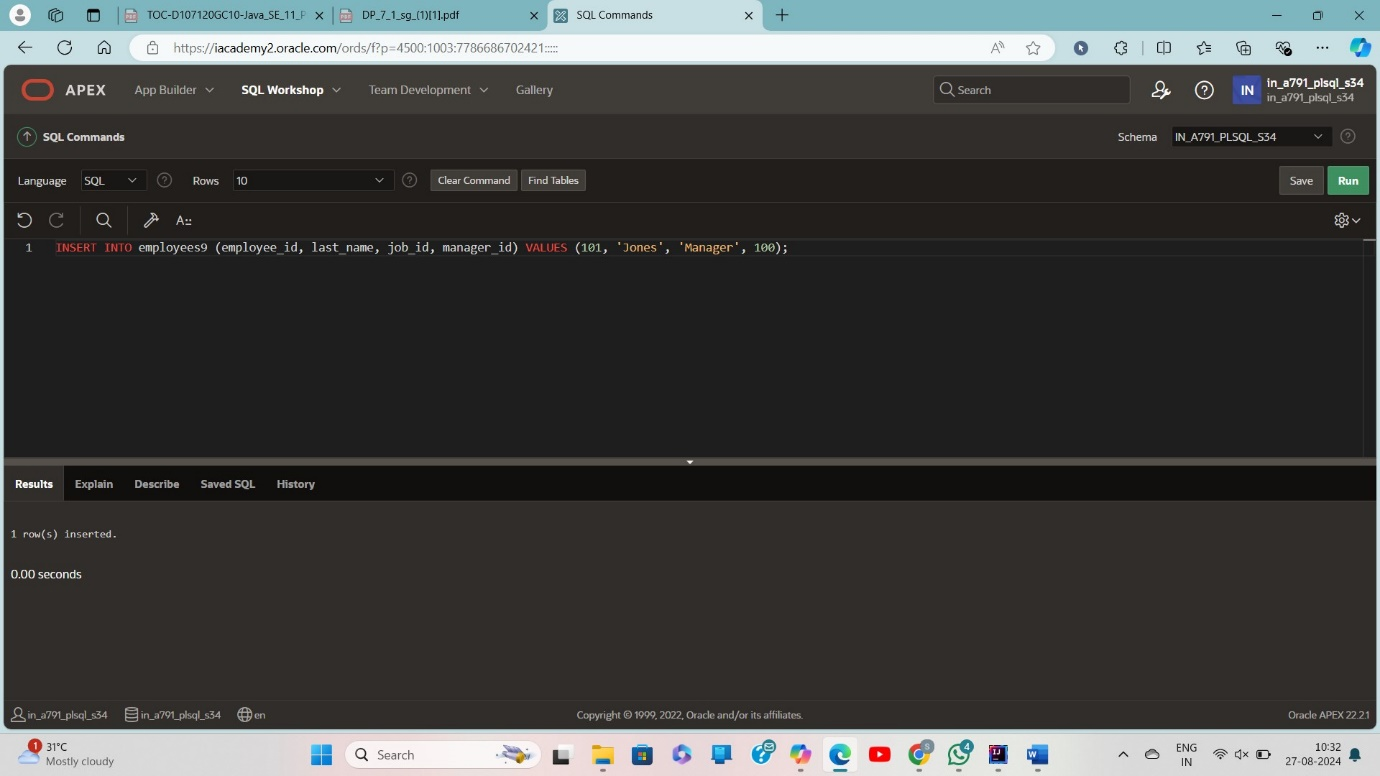 TOC-D107120GC10-Java_SE_11_P
DP_7_1_sg_(1)[1].pdf
SQL Commands
https://iacademy2.oracle.com/ords/f?p=4500:1003:7786686702421:::::
APEX App Builder SQL Workshop Team Development Gallery Search IN in_a791_plsql_s34
in_a791_plsql_s34
SQL Commands Schema IN_A791_PLSQL_S34
Language SQL Rows 10 Clear Command Find Tables Save Run
1 INSERT INTO employees9 (employee_id, last_name, job_id, manager_id) VALUES (101, 'Jones', 'Manager', 100);
Results Explain Describe Saved SQL History
1 row(s) inserted.
0.00 seconds
in_a791_plsql_s34 in_a791_plsql_s34 en Copyright © 1999, 2022, Oracle and/or its affiliates. Oracle APEX 22.2.1
1 31°C
Mostly cloudy
Search
4
ENG
IN
10:32
27-08-2024